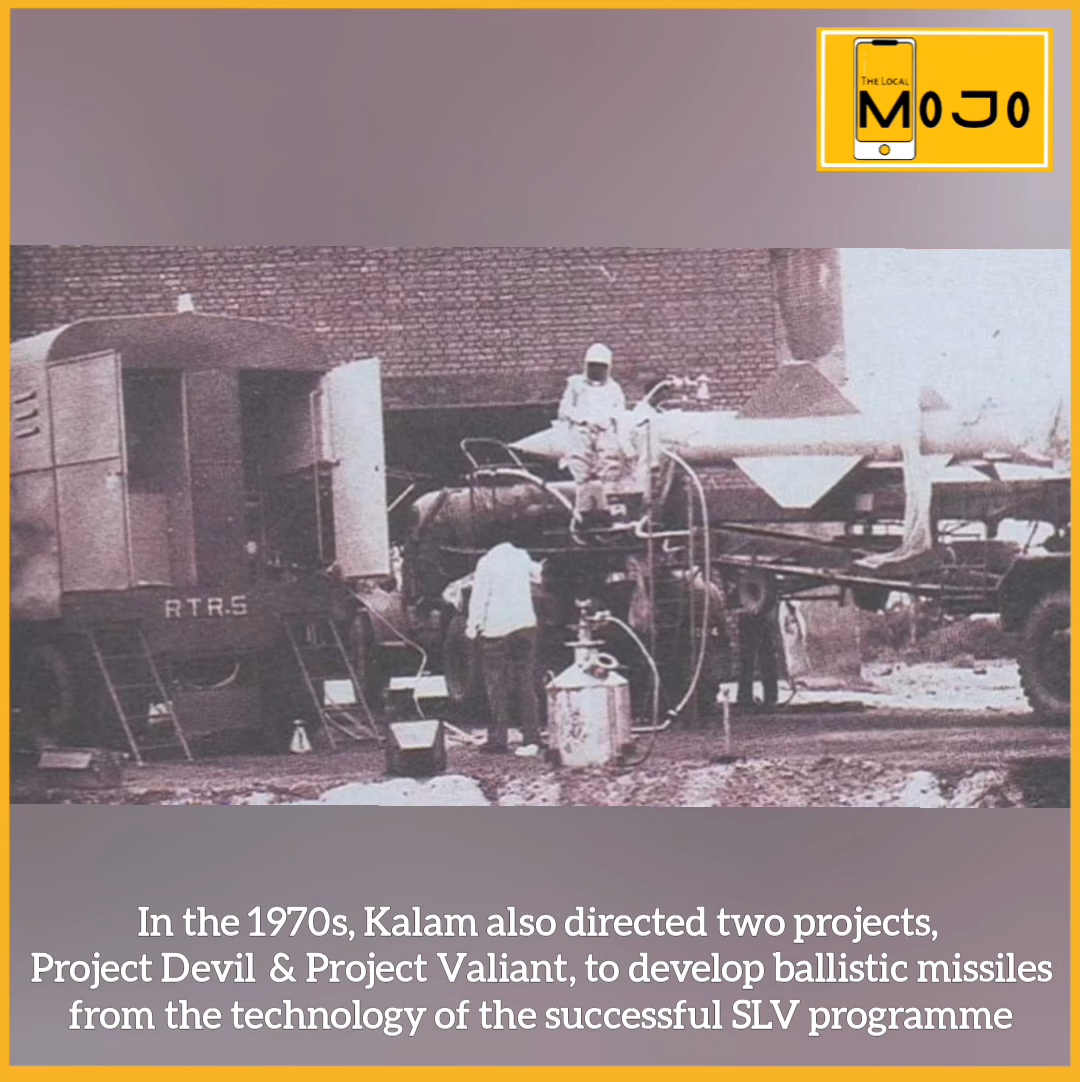 THE LOCAL
MOJO
RTR.5
In the 1970s, Kalam also directed two projects,
Project Devil & Project Valiant, to develop ballistic missiles
from the technology of the successful SLV programme